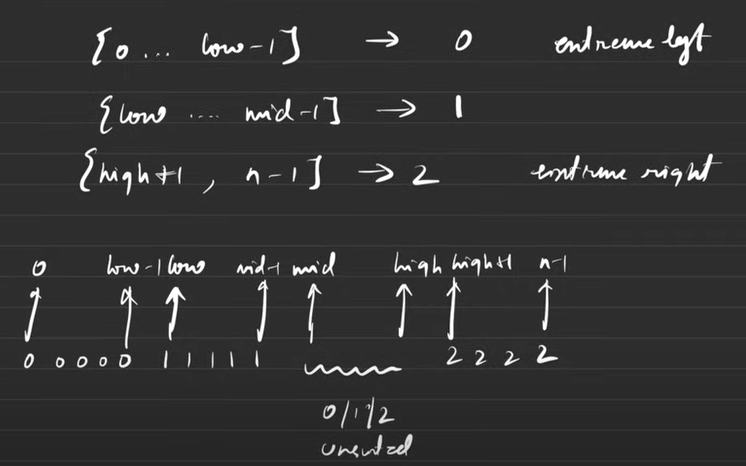 [0 ... low-1] → 0 extreme left
[low .... mid-1] → 1
[high+1, n-1] → 2 extreme right
0 low-1 low mid-1 mid high high+1 n-1
0 0 0 0 0 1 1 1 1 1 2 2 2 2
0/1/2
unsorted